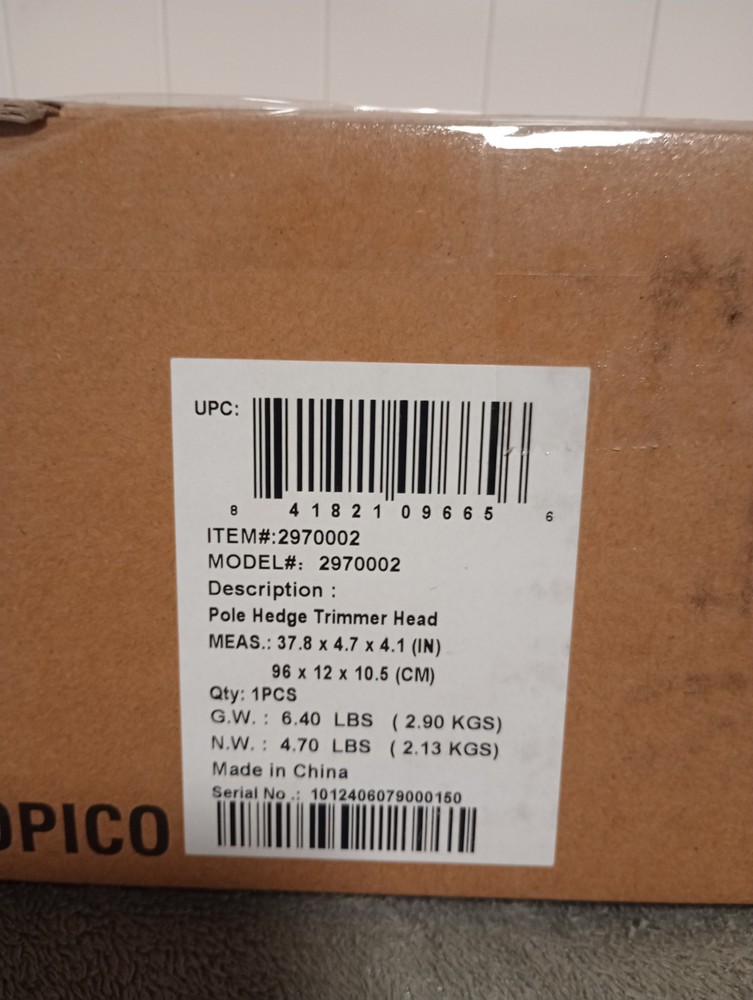 UPC:
8 41821 09665 6
ITEM#:2970002
MODEL#: 2970002
Description :
Pole Hedge Trimmer Head
MEAS.: 37.8 x 4.7 x 4.1 (IN)
96 x 12 x 10.5 (CM)
Qty: 1PCS
G.W. : 6.40 LBS ( 2.90 KGS)
N.W. : 4.70 LBS ( 2.13 KGS)
Made in China
Serial No .: 1012406079000150
OPICO